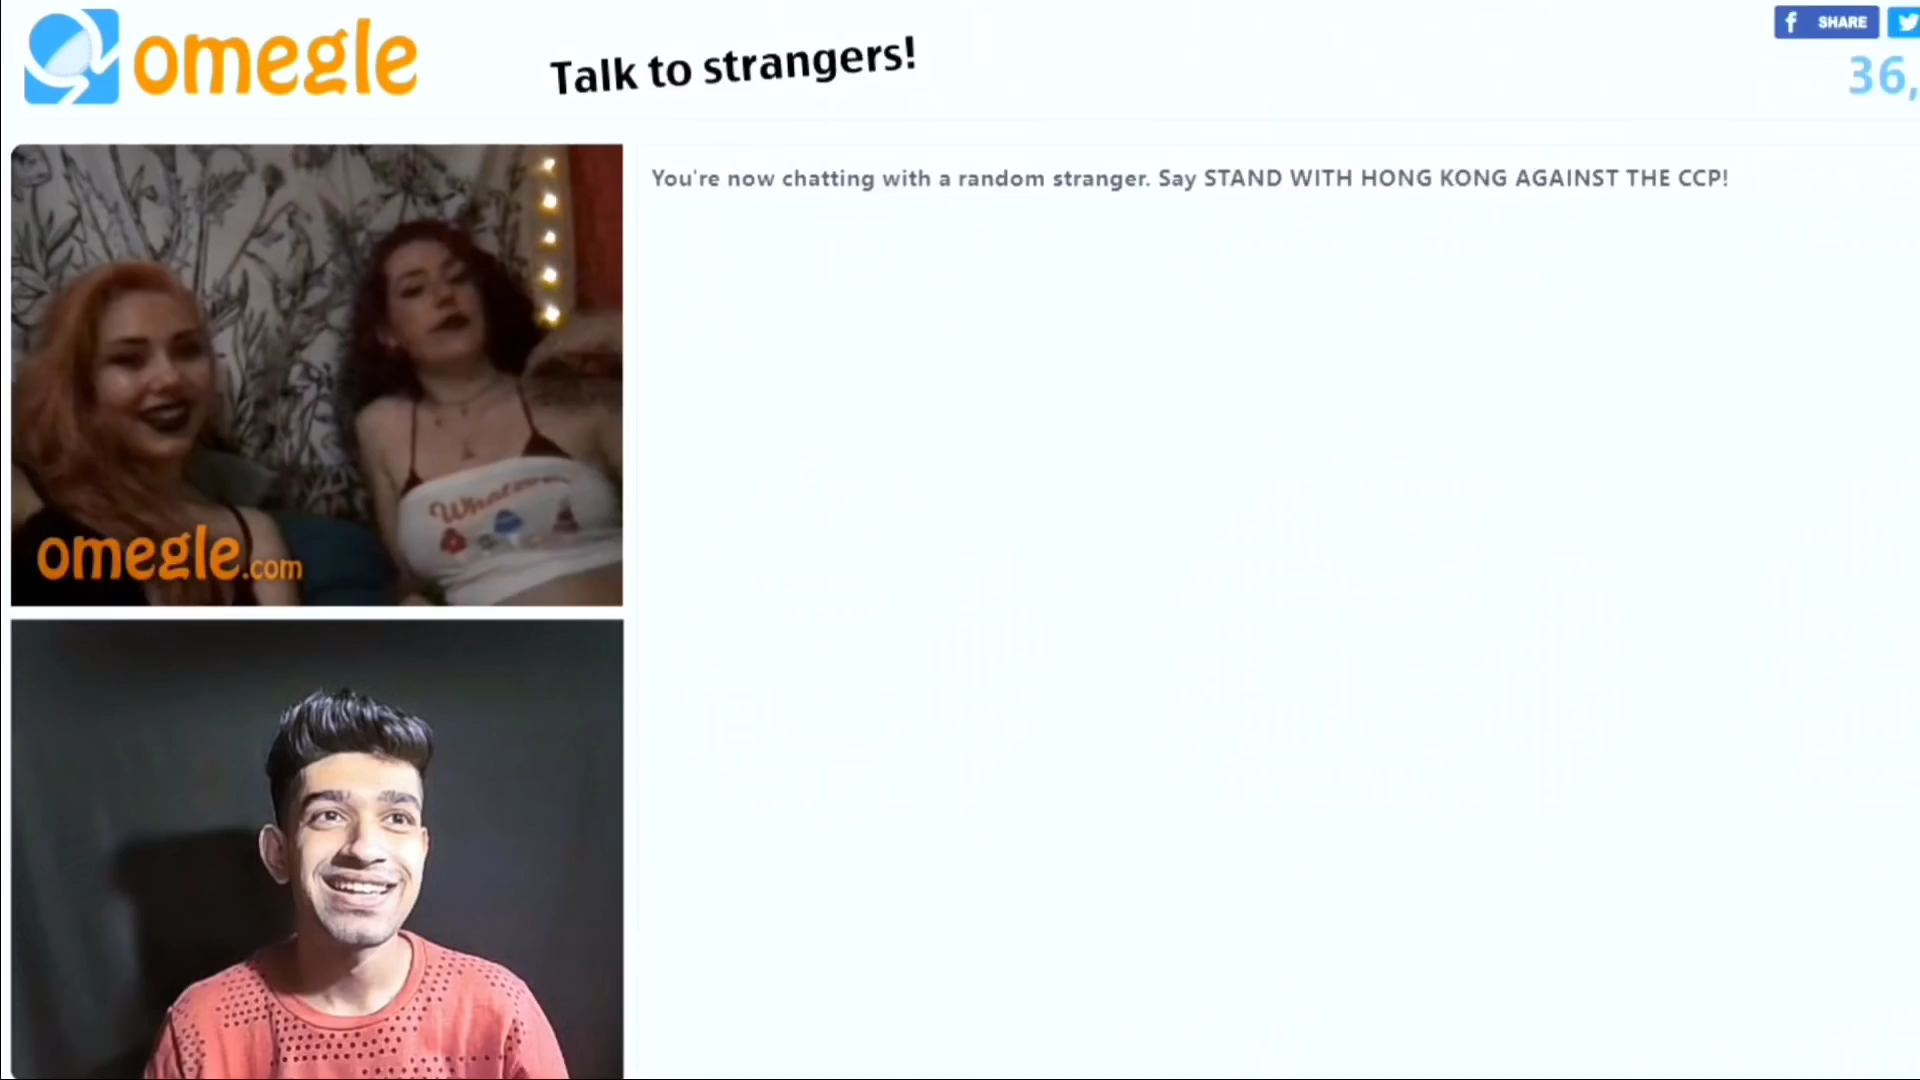 omegle
Talk to strangers!
f SHARE
36,
You're now chatting with a random stranger. Say STAND WITH HONG KONG AGAINST THE CCP!
omegle.com